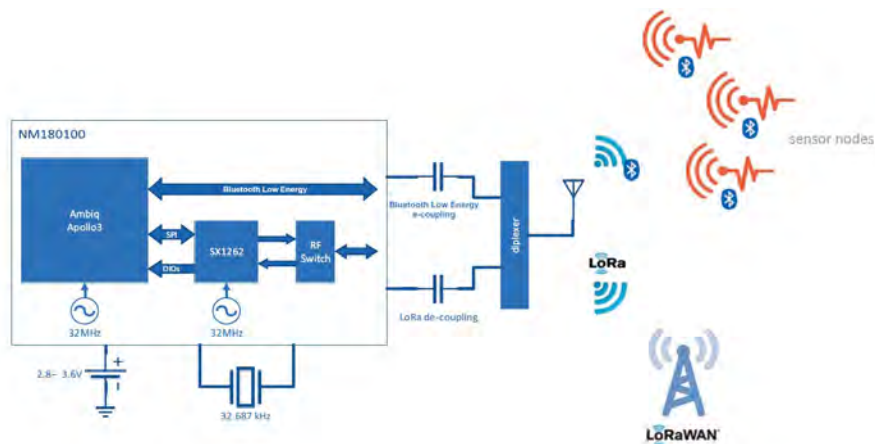 NM180100
Ambiq
Apollo3
Bluetooth Low Energy
SPI
DIOs
SX1262
RF
Switch
32MHz
32MHz
2.8– 3.6V
+
–
32.687 kHz
Bluetooth Low Energy
e-coupling
LoRa de-coupling
diplexer
LoRa
sensor nodes
LoRaWAN